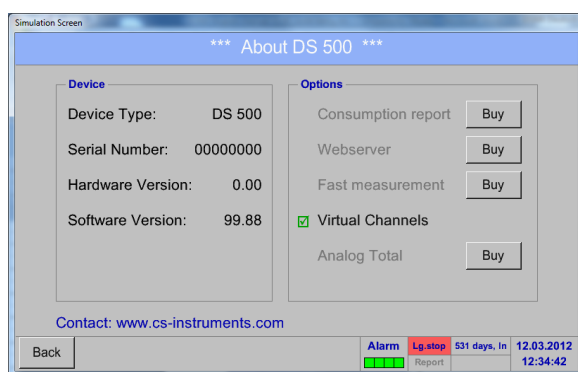 Simulation Screen
*** About DS 500 ***
Device
Device Type: DS 500
Serial Number: 00000000
Hardware Version: 0.00
Software Version: 99.88
Options
Consumption report Buy
Webserver Buy
Fast measurement Buy
Virtual Channels
Analog Total Buy
Contact: www.cs-instruments.com
Back
Alarm
Lg.stop
Report
531 days, ln
12.03.2012
12:34:42